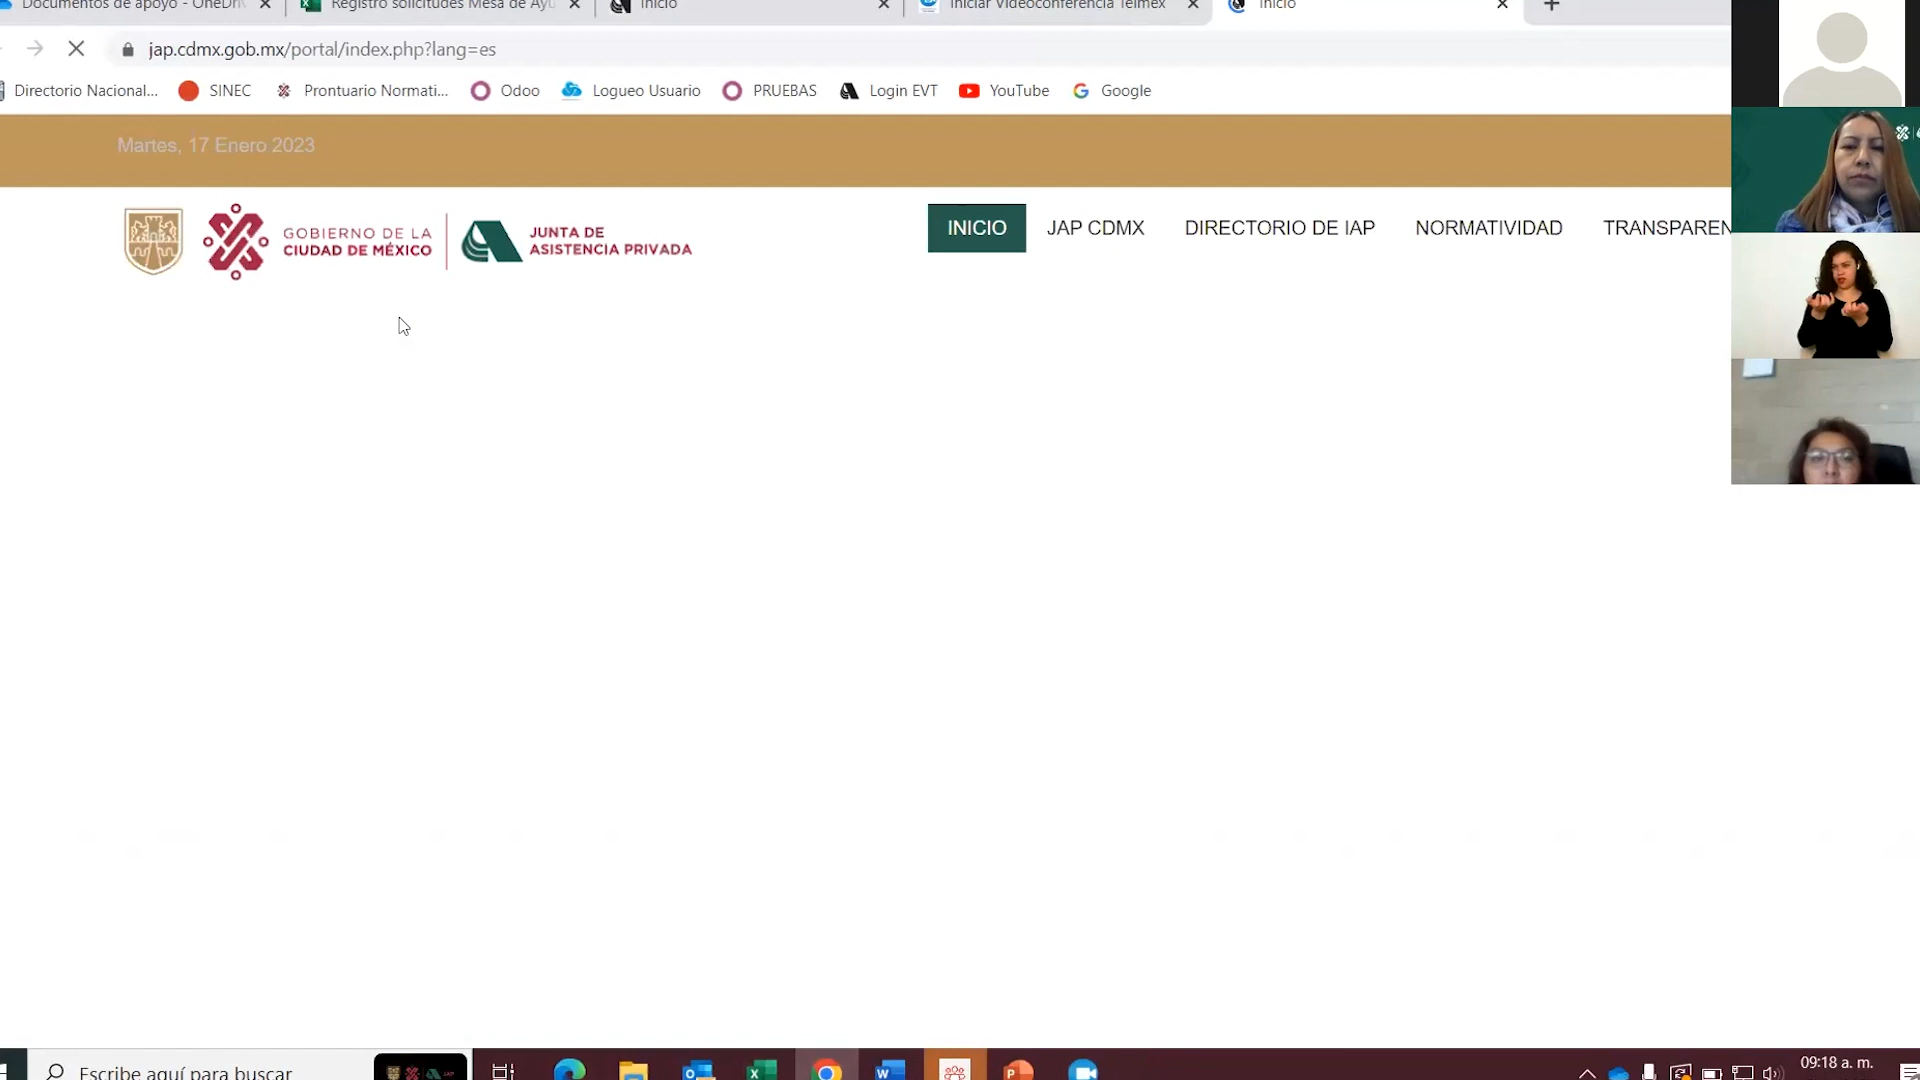 Documentos de apoyo - OneDri
Registro solicitudes Mesa de Ayu
Inicio
Iniciar Videoconferencia Telmex
Inicio
jap.cdmx.gob.mx/portal/index.php?lang=es
Directorio Nacional...
SINEC
Prontuario Normati...
Odoo
Logueo Usuario
PRUEBAS
Login EVT
YouTube
Google
Martes, 17 Enero 2023
GOBIERNO DE LA
CIUDAD DE MÉXICO
JUNTA DE
ASISTENCIA PRIVADA
INICIO
JAP CDMX
DIRECTORIO DE IAP
NORMATIVIDAD
TRANSPAREN
Escribe aquí para buscar
09:18 a. m.